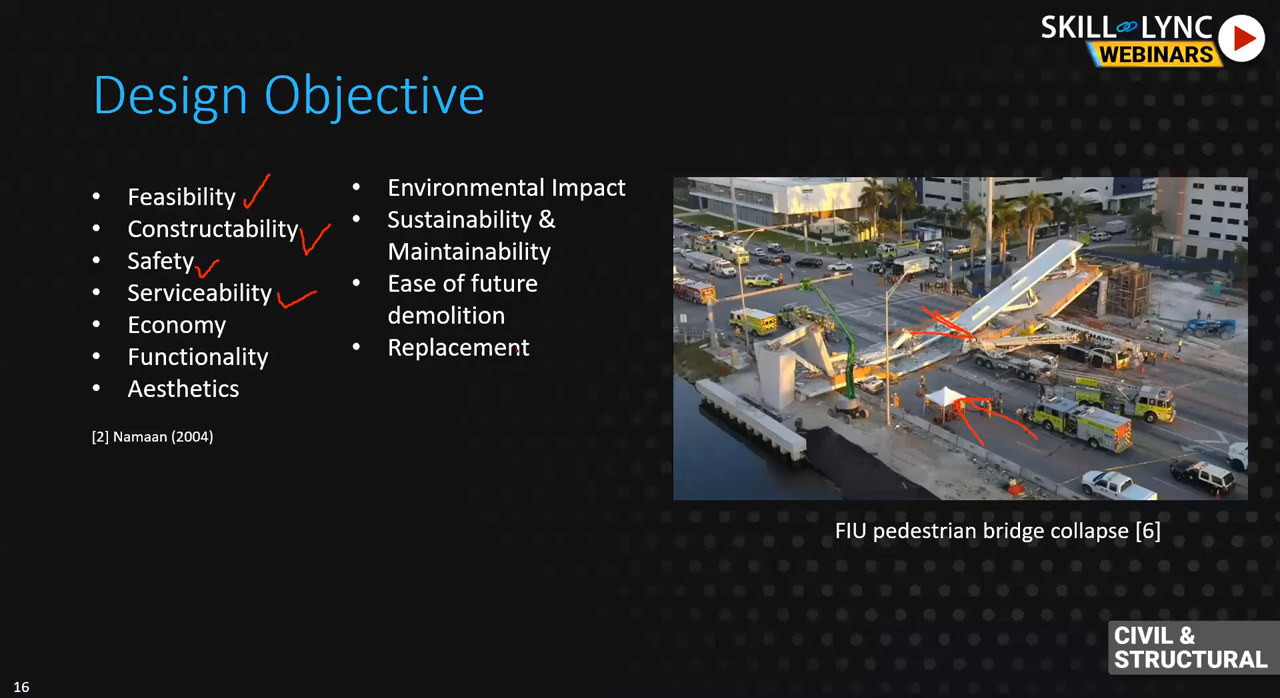 SKILL LYNC
WEBINARS
Design Objective
• Feasibility
• Constructability
• Safety
• Serviceability
• Economy
• Functionality
• Aesthetics
[2] Namaan (2004)
• Environmental Impact
• Sustainability &
Maintainability
• Ease of future
demolition
• Replacement
FIU pedestrian bridge collapse [6]
CIVIL &
STRUCTURAL
16